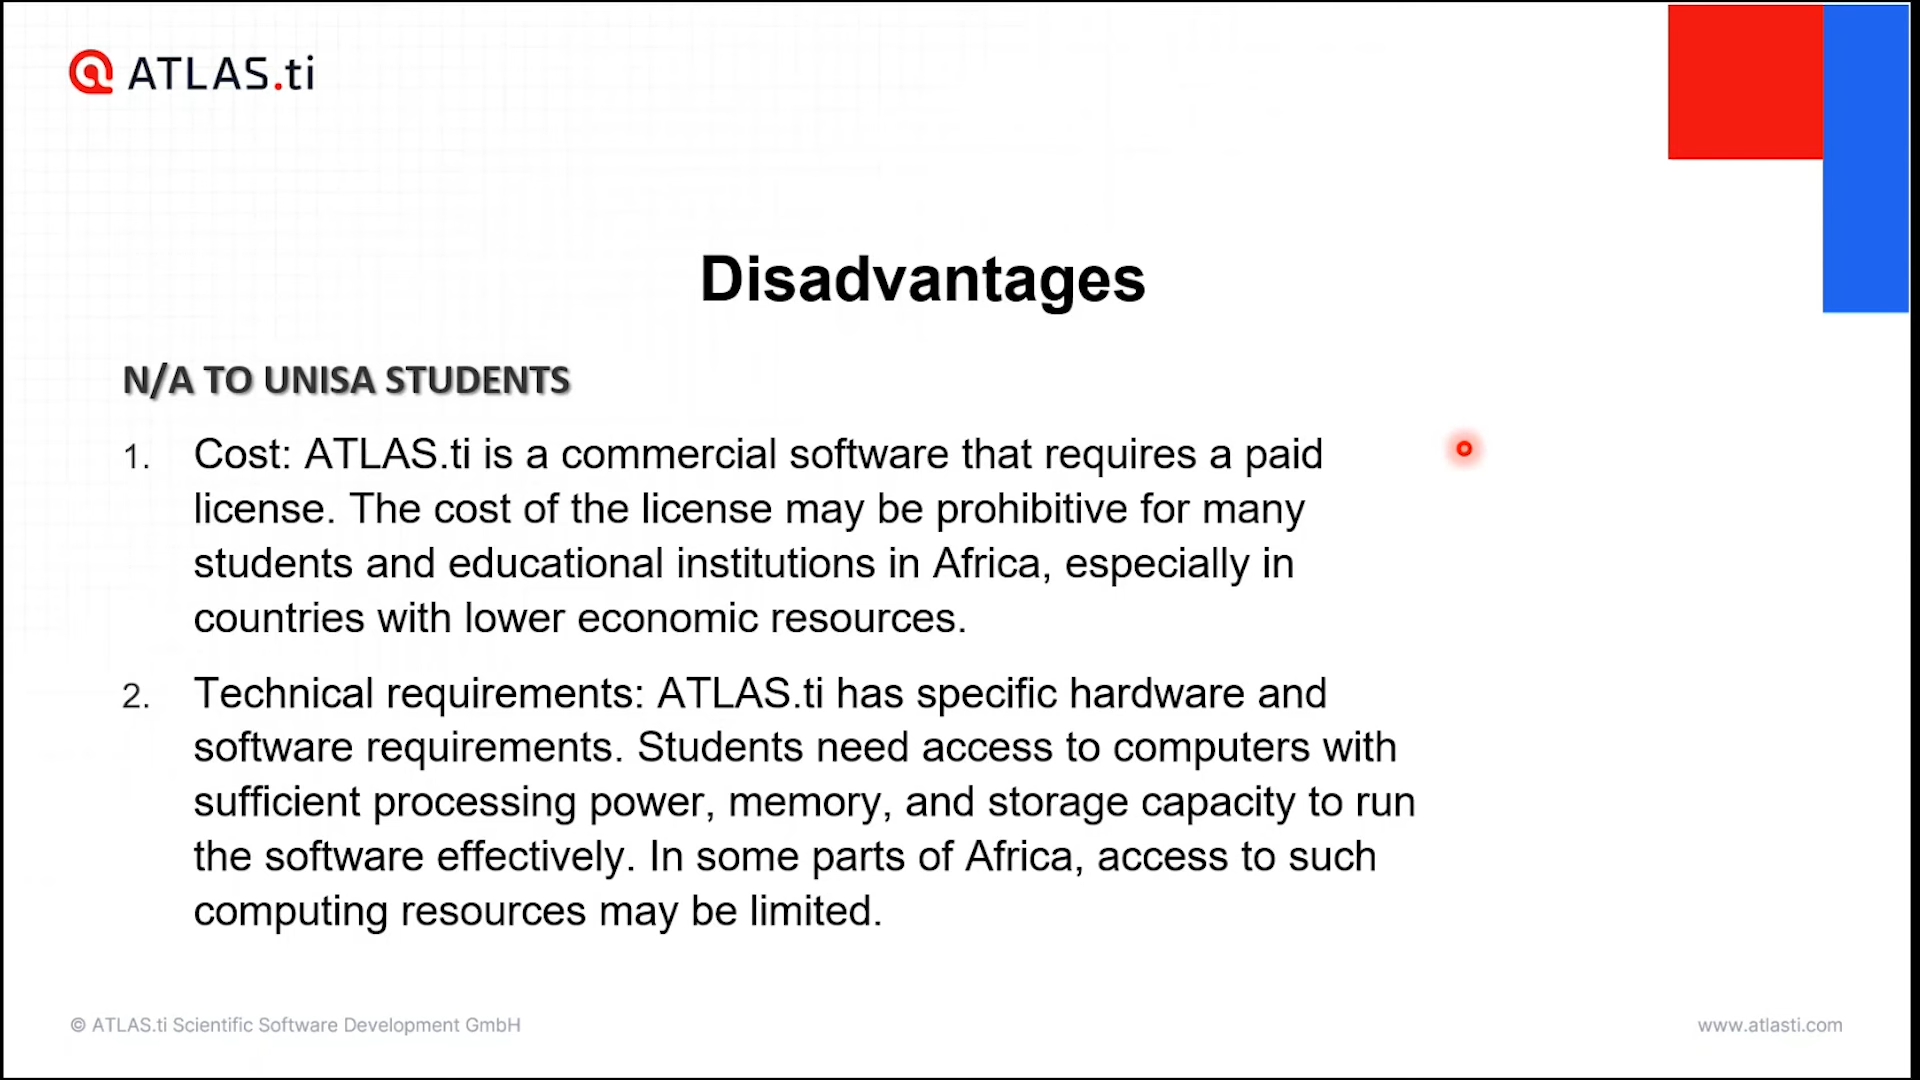 ATLAS.ti
Disadvantages
N/A TO UNISA STUDENTS
1. Cost: ATLAS.ti is a commercial software that requires a paid
license. The cost of the license may be prohibitive for many
students and educational institutions in Africa, especially in
countries with lower economic resources.
2. Technical requirements: ATLAS.ti has specific hardware and
software requirements. Students need access to computers with
sufficient processing power, memory, and storage capacity to run
the software effectively. In some parts of Africa, access to such
computing resources may be limited.
© ATLAS.ti Scientific Software Development GmbH
www.atlasti.com